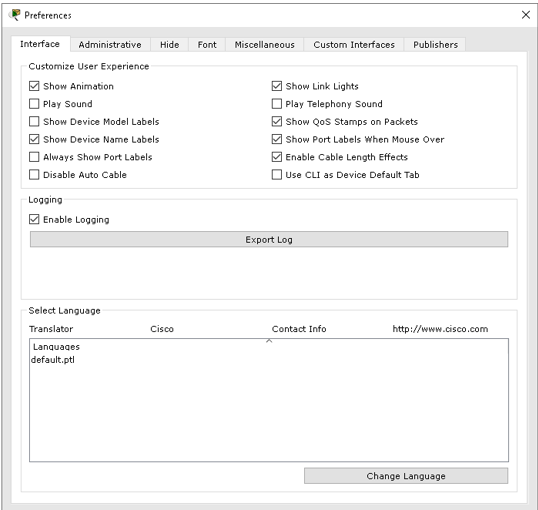 Preferences
Interface Administrative Hide Font Miscellaneous Custom Interfaces Publishers
Customize User Experience
Show Animation Show Link Lights
Play Sound Play Telephony Sound
Show Device Model Labels Show QoS Stamps on Packets
Show Device Name Labels Show Port Labels When Mouse Over
Always Show Port Labels Enable Cable Length Effects
Disable Auto Cable Use CLI as Device Default Tab
Logging
Enable Logging
Export Log
Select Language
Translator Cisco Contact Info http://www.cisco.com
Languages
default.ptl
Change Language